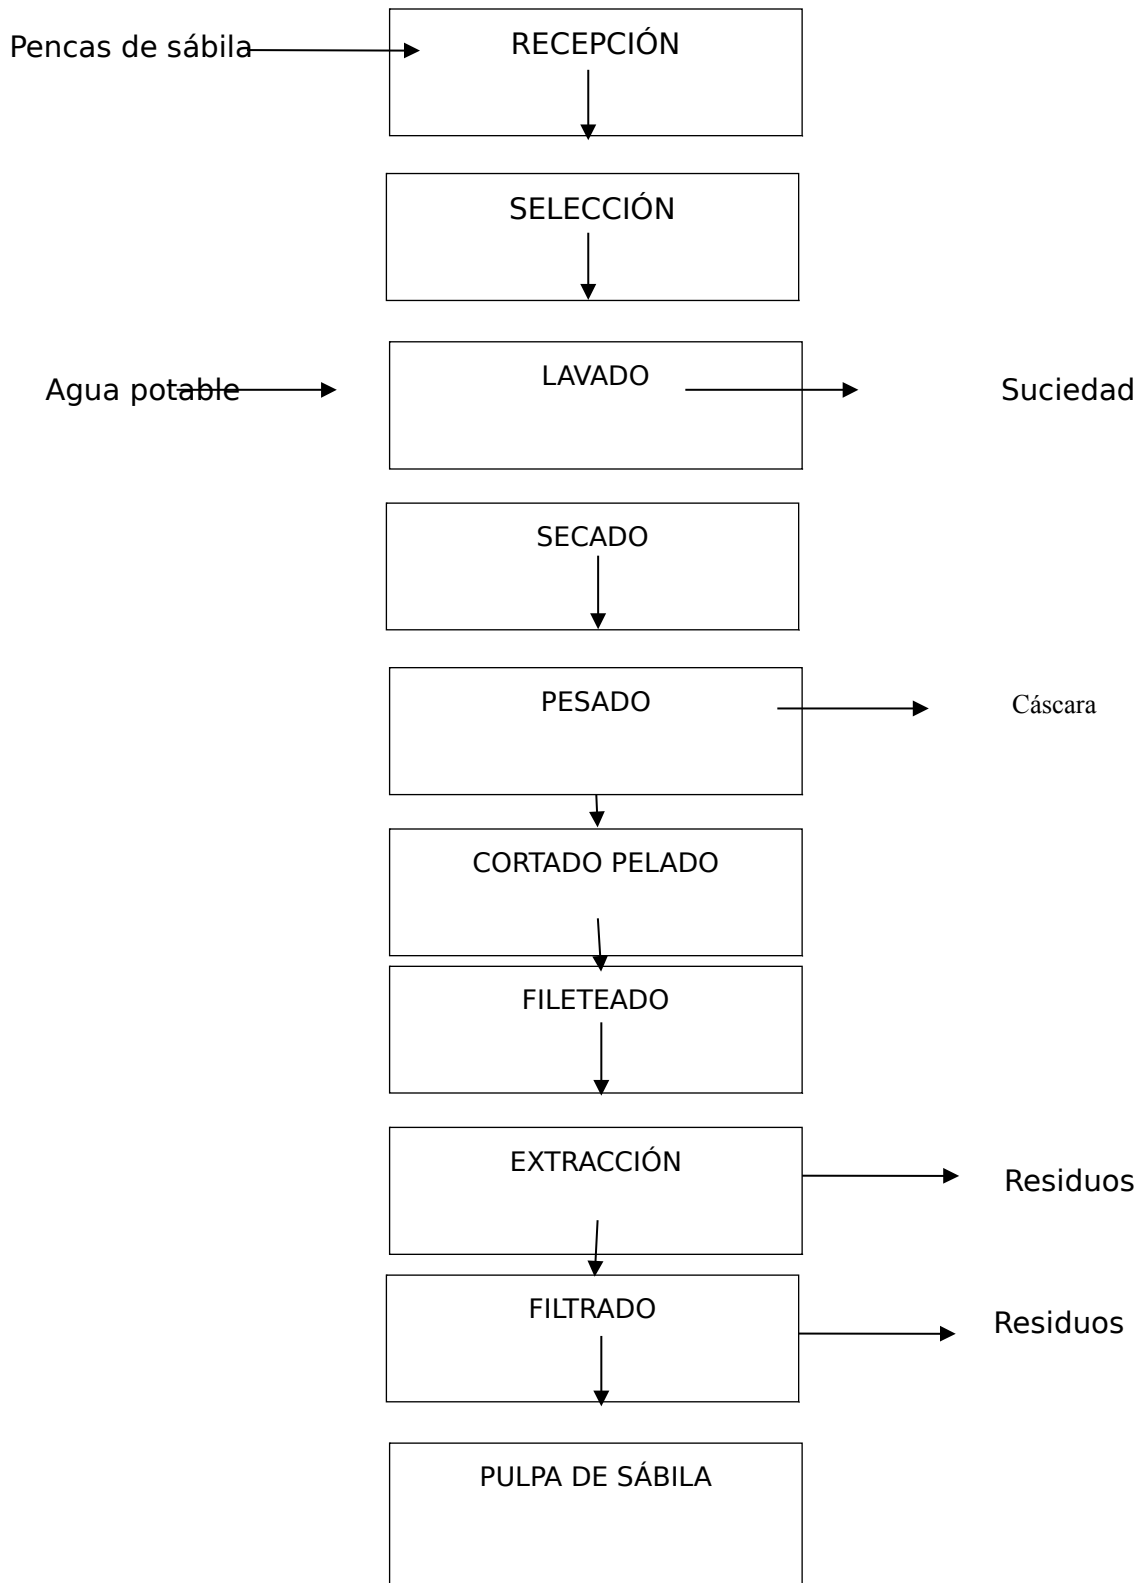 Pencas de sábila
RECEPCIÓN
SELECCIÓN
Agua potable
LAVADO
Suciedad
SECADO
PESADO
Cáscara
CORTADO PELADO
FILETEADO
EXTRACCIÓN
Residuos
FILTRADO
Residuos
PULPA DE SÁBILA